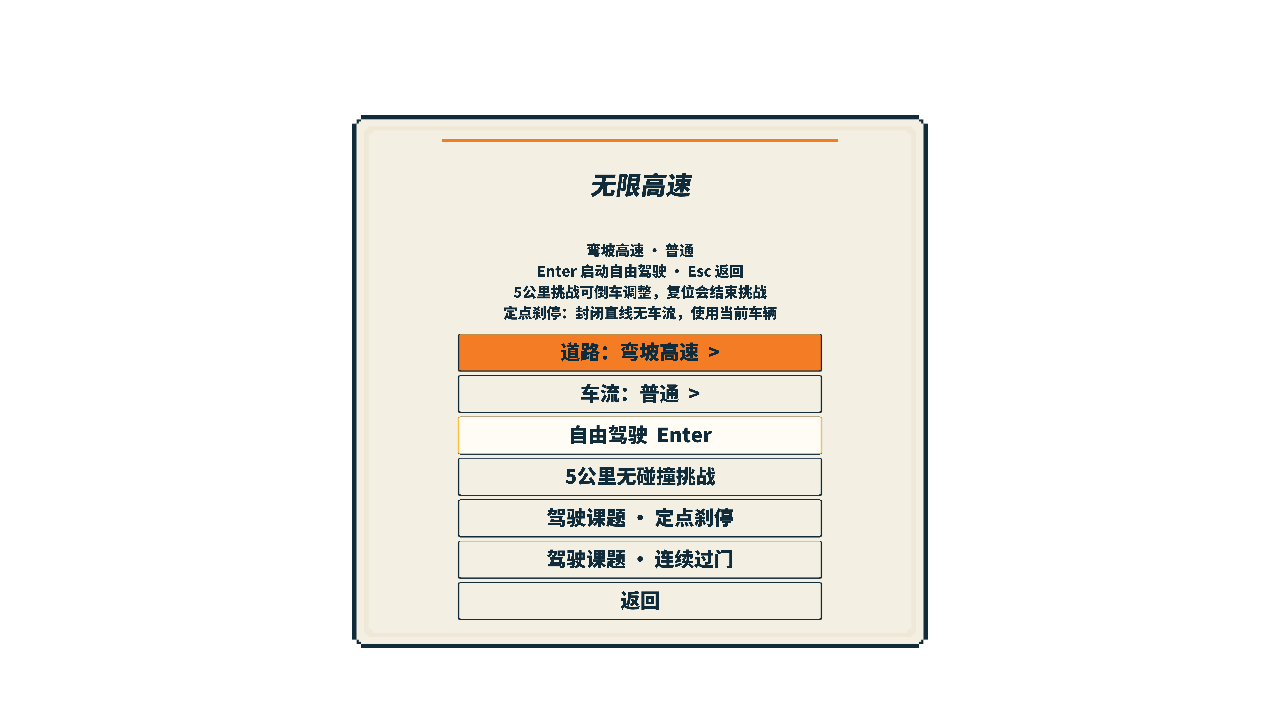 无限高速
弯坡高速 · 普通
Enter 启动自由驾驶 · Esc 返回
5公里挑战可倒车调整，复位会结束挑战
定点刹停：封闭直线无车流，使用当前车辆
道路：弯坡高速 >
车流：普通 >
自由驾驶 Enter
5公里无碰撞挑战
驾驶课题 · 定点刹停
驾驶课题 · 连续过门
返回